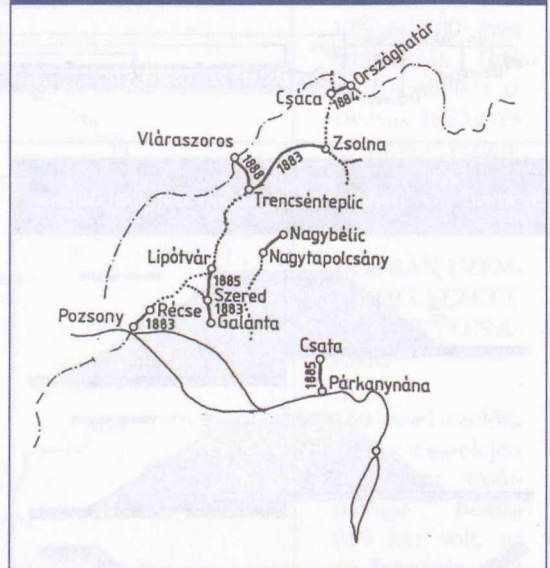 Országhatár
Csáca
1884
Vláraszoros
Zsolna
1888
1883
Trencsénteplic
Nagybélic
Nagytapolcsány
Lipótvár
1885
Szered
1883
Galánta
Récse
Pozsony
1883
Csata
1885
Párkanynána